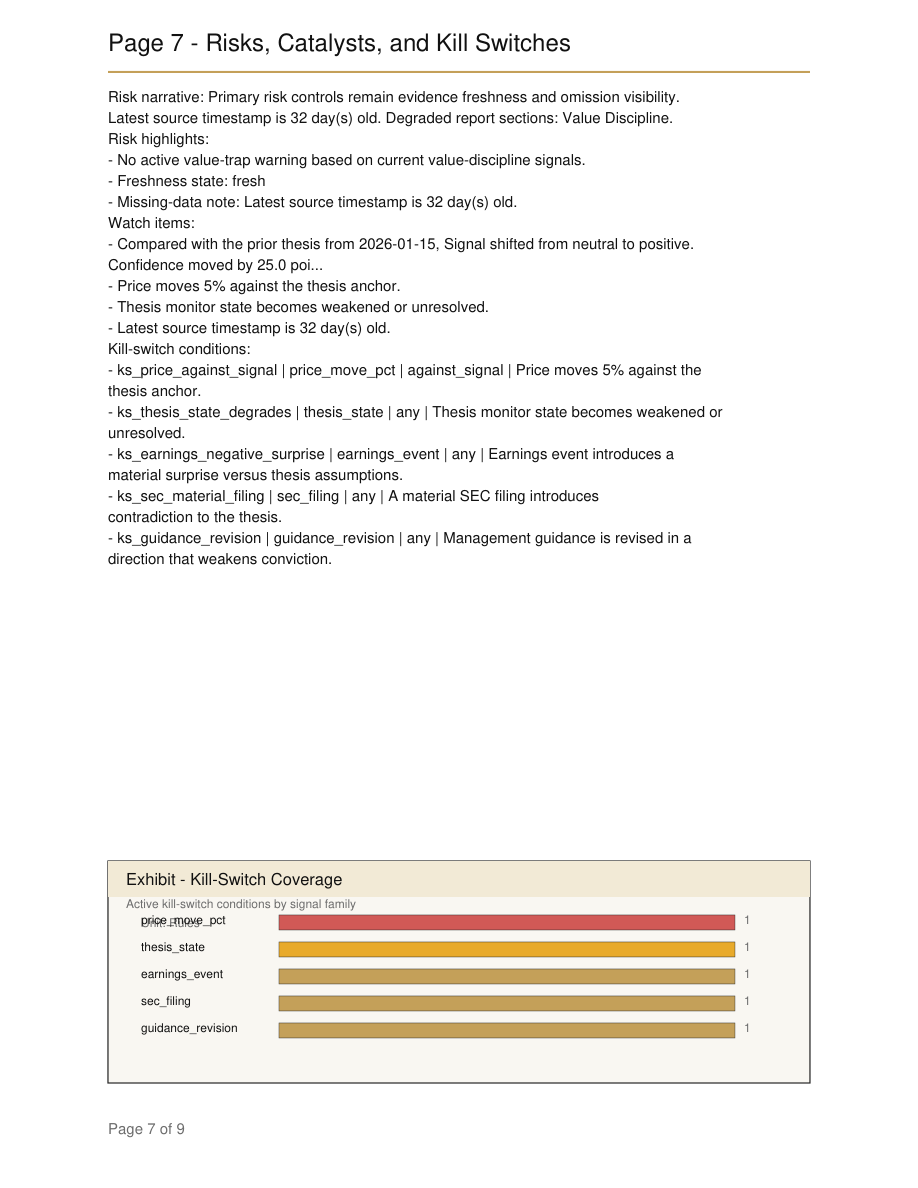 Page 7 - Risks, Catalysts, and Kill Switches
Risk narrative: Primary risk controls remain evidence freshness and omission visibility.
Latest source timestamp is 32 day(s) old. Degraded report sections: Value Discipline.
Risk highlights:
- No active value-trap warning based on current value-discipline signals.
- Freshness state: fresh
- Missing-data note: Latest source timestamp is 32 day(s) old.
Watch items:
- Compared with the prior thesis from 2026-01-15, Signal shifted from neutral to positive.
Confidence moved by 25.0 poi...
- Price moves 5% against the thesis anchor.
- Thesis monitor state becomes weakened or unresolved.
- Latest source timestamp is 32 day(s) old.
Kill-switch conditions:
- ks_price_against_signal | price_move_pct | against_signal | Price moves 5% against the
thesis anchor.
- ks_thesis_state_degrades | thesis_state | any | Thesis monitor state becomes weakened or
unresolved.
- ks_earnings_negative_surprise | earnings_event | any | Earnings event introduces a
material surprise versus thesis assumptions.
- ks_sec_material_filing | sec_filing | any | A material SEC filing introduces
contradiction to the thesis.
- ks_guidance_revision | guidance_revision | any | Management guidance is revised in a
direction that weakens conviction.
Exhibit - Kill-Switch Coverage
Active kill-switch conditions by signal family
price_move_pct 1
thesis_state 1
earnings_event 1
sec_filing 1
guidance_revision 1
Page 7 of 9